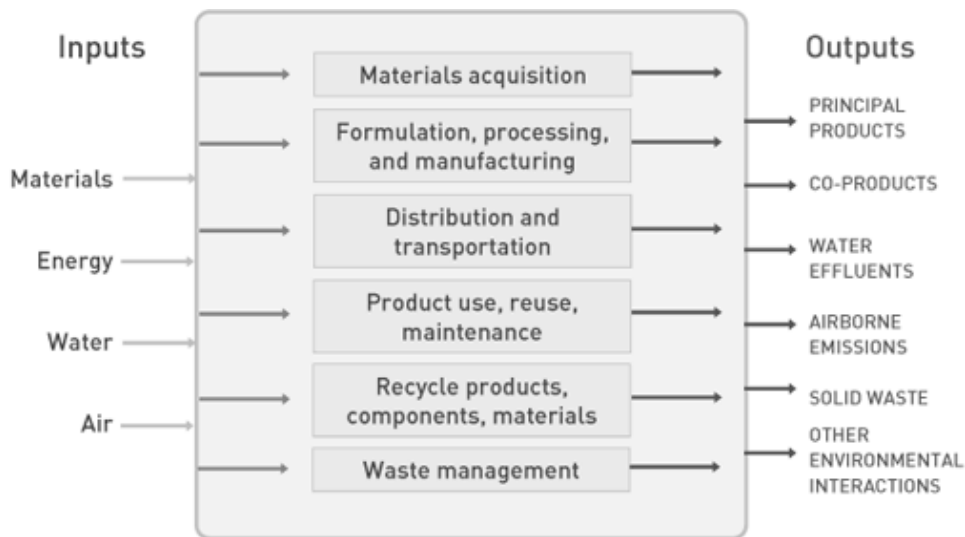 Inputs
Materials
Energy
Water
Air
Materials acquisition
Formulation, processing,
and manufacturing
Distribution and
transportation
Product use, reuse,
maintenance
Recycle products,
components, materials
Waste management
Outputs
PRINCIPAL
PRODUCTS
CO-PRODUCTS
WATER
EFFLUENTS
AIRBORNE
EMISSIONS
SOLID WASTE
OTHER
ENVIRONMENTAL
INTERACTIONS